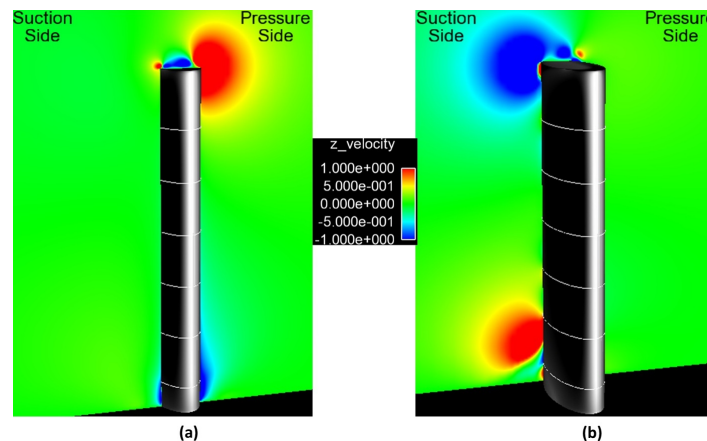 Suction
Side
Pressure
Side
Suction
Side
Pressure
Side
z_velocity
1.000e+000
5.000e-001
0.000e+000
-5.000e-001
-1.000e+000
(a)
(b)